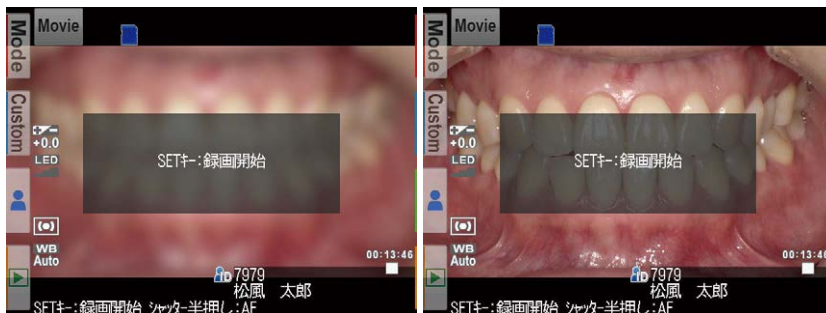 Movie
Mode
Custom
+0.0
LED
SETキー:録画開始
WB
Auto
00:13:46
ID 7979
松風 太郎
SETキー:録画開始 シャッター半押し:AF
Movie
Mode
Custom
+0.0
LED
SETキー:録画開始
WB
Auto
00:13:46
ID 7979
松風 太郎
SETキー:録画開始 シャッター半押し:AF